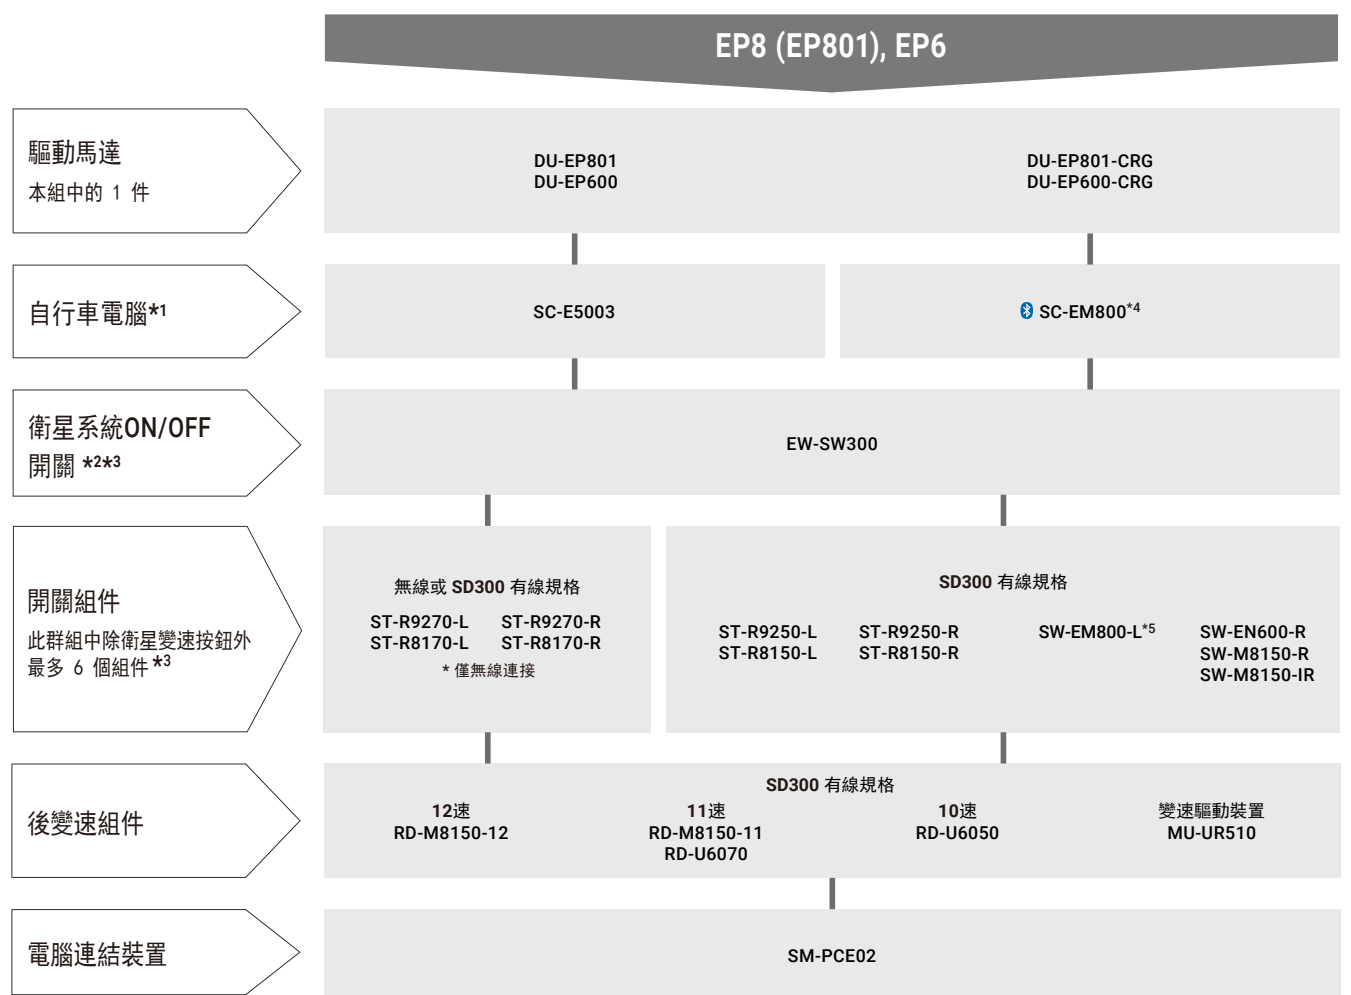 EP8 (EP801), EP6
驅動馬達
本組中的 1 件
DU-EP801
DU-EP600
DU-EP801-CRG
DU-EP600-CRG
自行車電腦*1
SC-E5003
SC-EM800*4
衛星系統ON/OFF
開關 *2*3
EW-SW300
開關組件
此群組中除衛星變速按鈕外
最多 6 個組件*3
無線或 SD300 有線規格
ST-R9270-L ST-R9270-R
ST-R8170-L ST-R8170-R
* 僅無線連接
SD300 有線規格
ST-R9250-L ST-R9250-R SW-EM800-L*5 SW-EN600-R
ST-R8150-L ST-R8150-R SW-M8150-R
SW-M8150-IR
後變速組件
SD300 有線規格
12速 11速 10速 變速驅動裝置
RD-M8150-12 RD-M8150-11 RD-U6050 MU-UR510
RD-U6070
電腦連結裝置
SM-PCE02